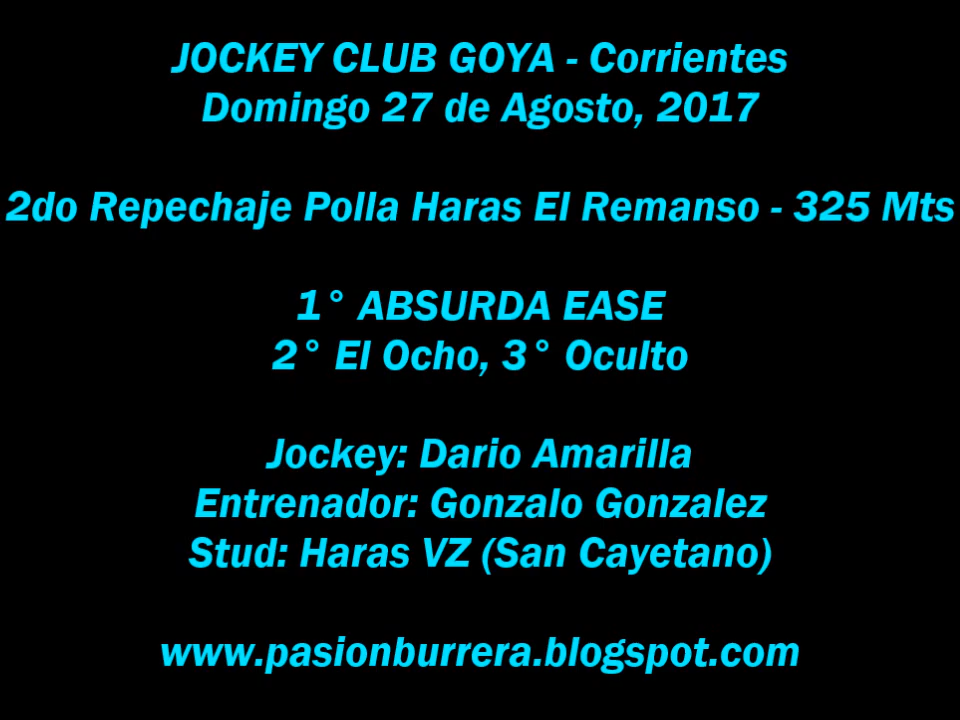 JOCKEY CLUB GOYA - Corrientes
Domingo 27 de Agosto, 2017
2do Repechaje Polla Haras El Remanso - 325 Mts
1° ABSURDA EASE
2° El Ocho, 3° Oculto
Jockey: Dario Amarilla
Entrenador: Gonzalo Gonzalez
Stud: Haras VZ (San Cayetano)
www.pasionburrera.blogspot.com